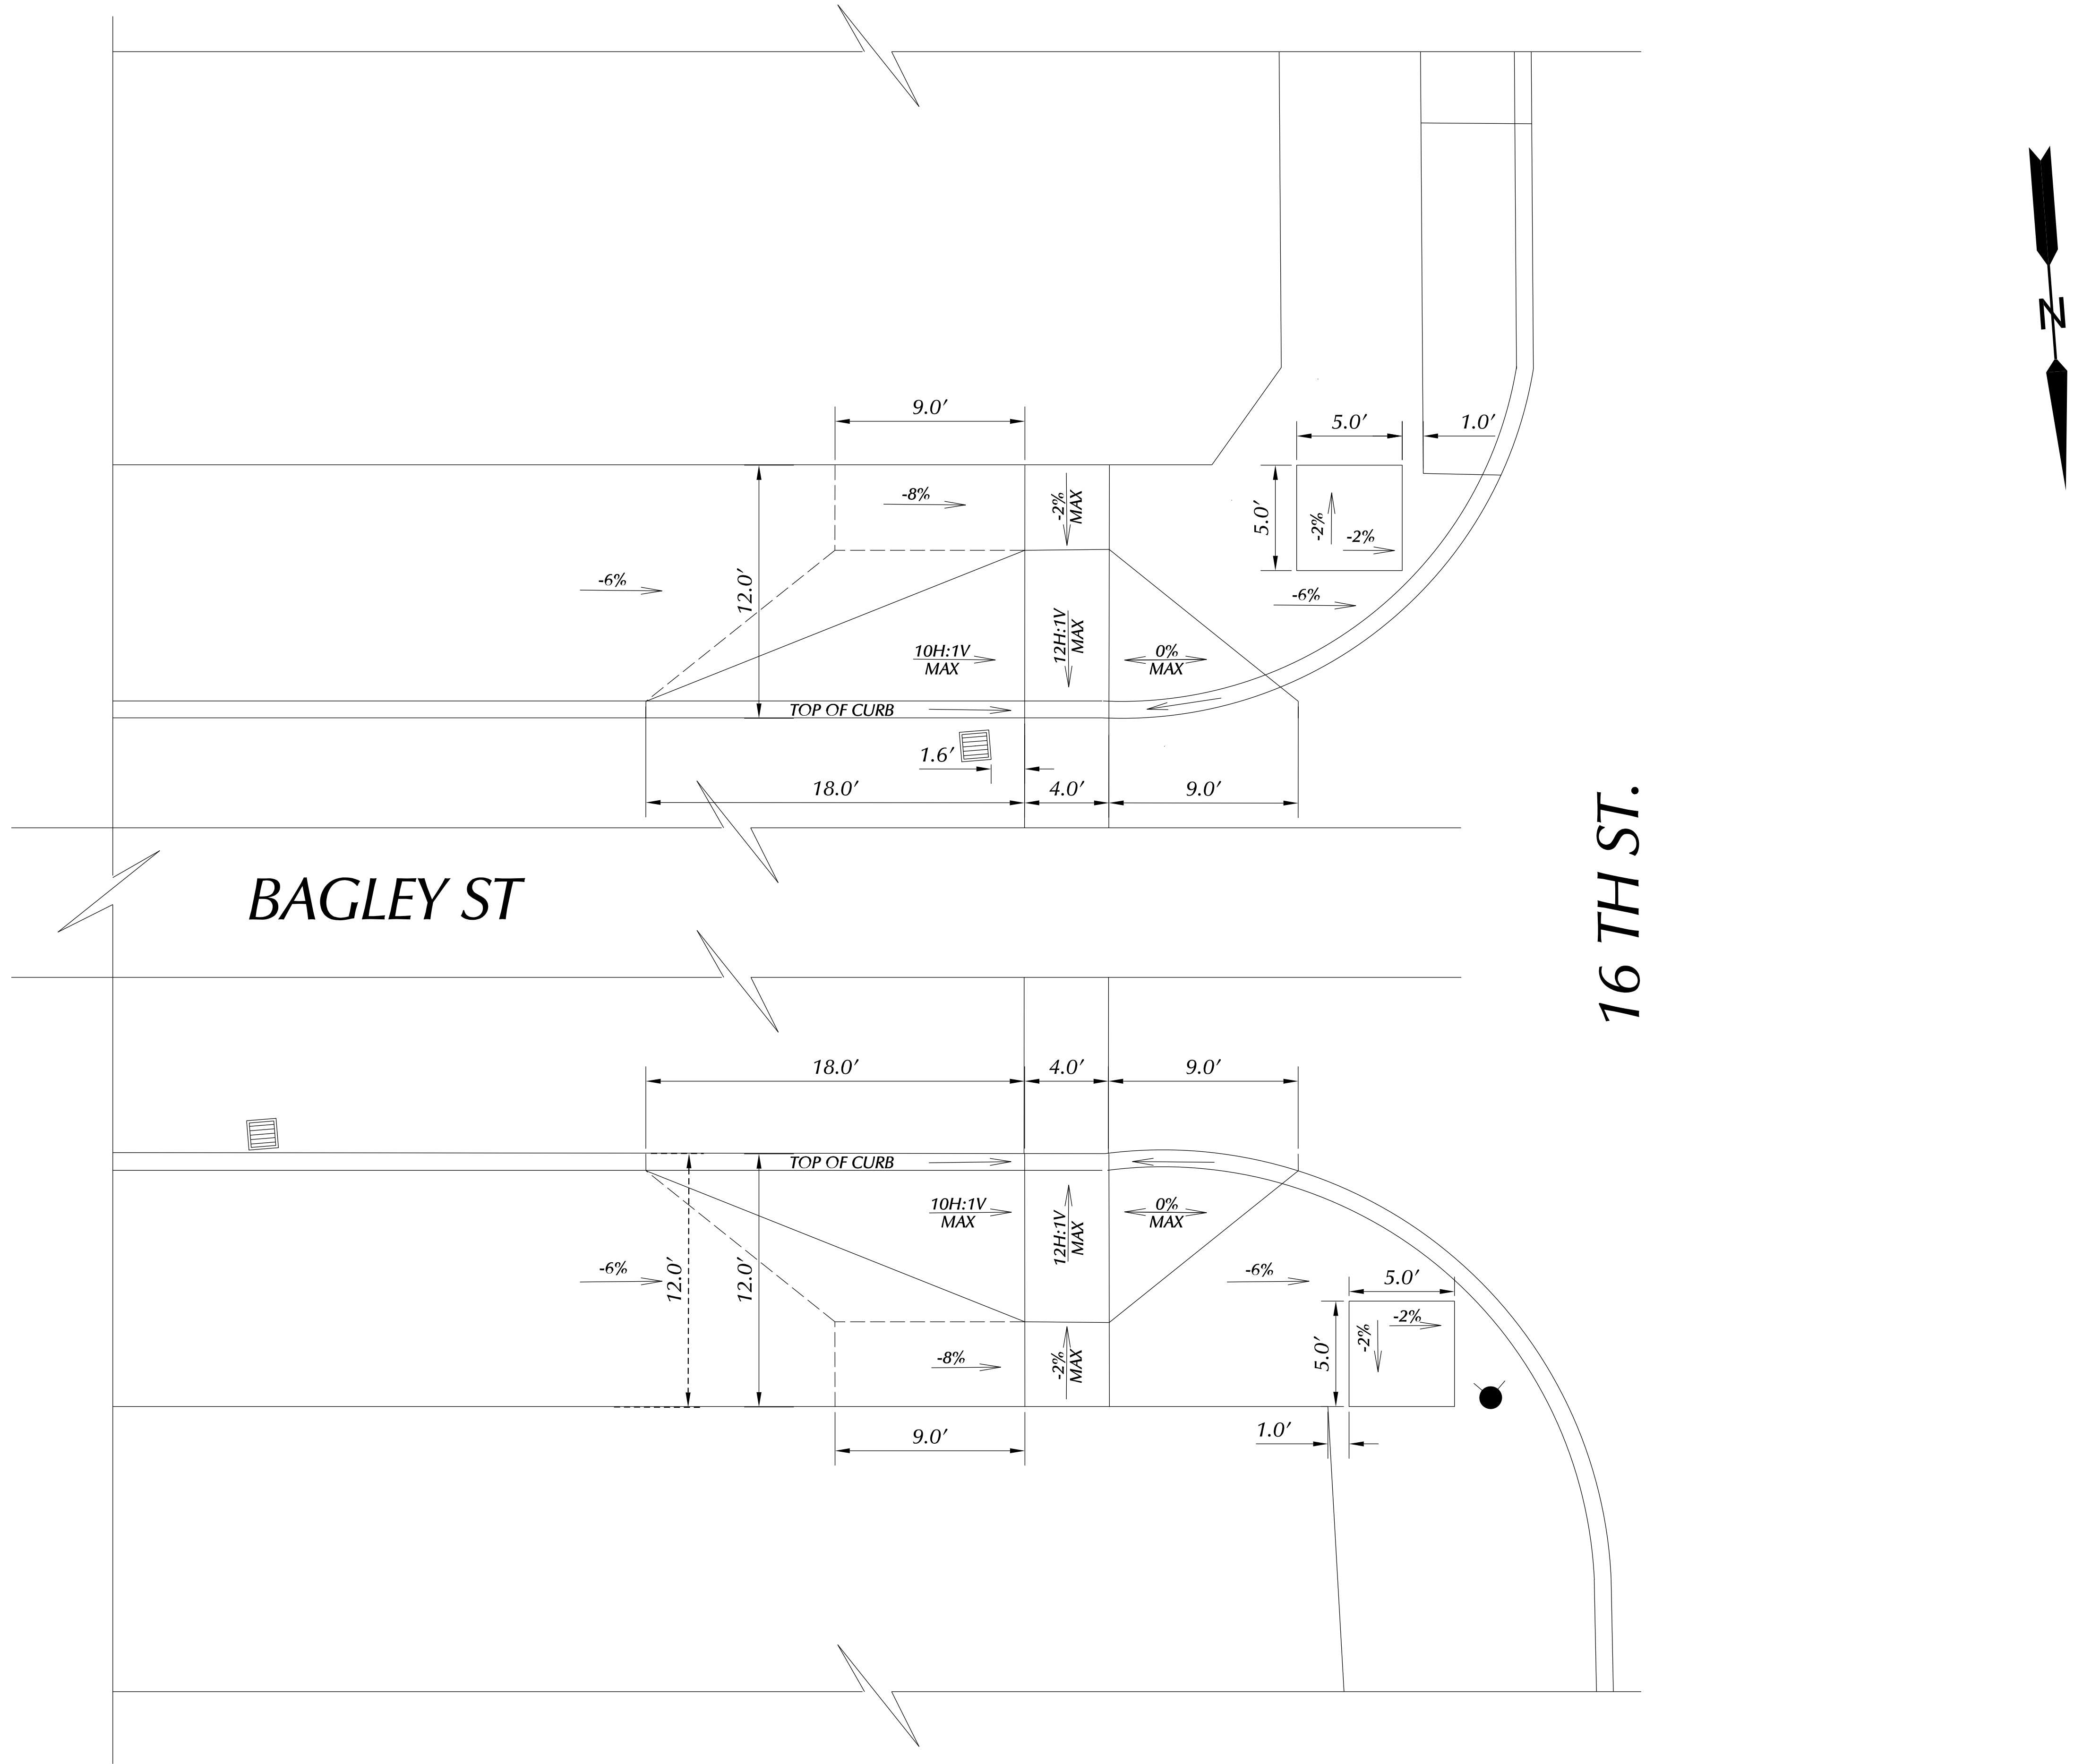 9.0'
5.0'
1.0'
-8%
-2%
MAX
5.0'
-2%
-2%
-6%
12.0'
-6%
10H:1V
MAX
12H:1V
MAX
0%
MAX
TOP OF CURB
1.6'
18.0'
4.0'
9.0'
N
BAGLEY ST
16 TH ST.
18.0'
4.0'
9.0'
TOP OF CURB
10H:1V
MAX
12H:1V
MAX
0%
MAX
-6%
12.0'
12.0'
-6%
5.0'
-2%
-2%
5.0'
-8%
-2%
MAX
9.0'
1.0'